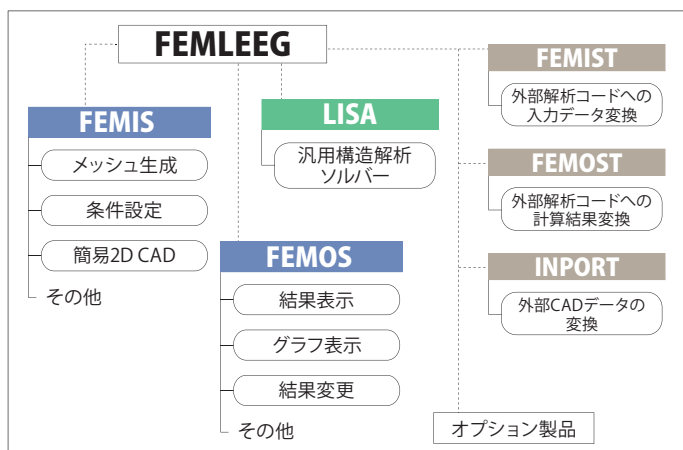 FEMLEEG
FEMIS
メッシュ生成
条件設定
簡易2D CAD
その他
LISA
汎用構造解析
ソルバー
FEMOS
結果表示
グラフ表示
結果変更
その他
FEMIST
外部解析コードへの
入力データ変換
FEMOST
外部解析コードへの
計算結果変換
INPORT
外部CADデータの
変換
オプション製品